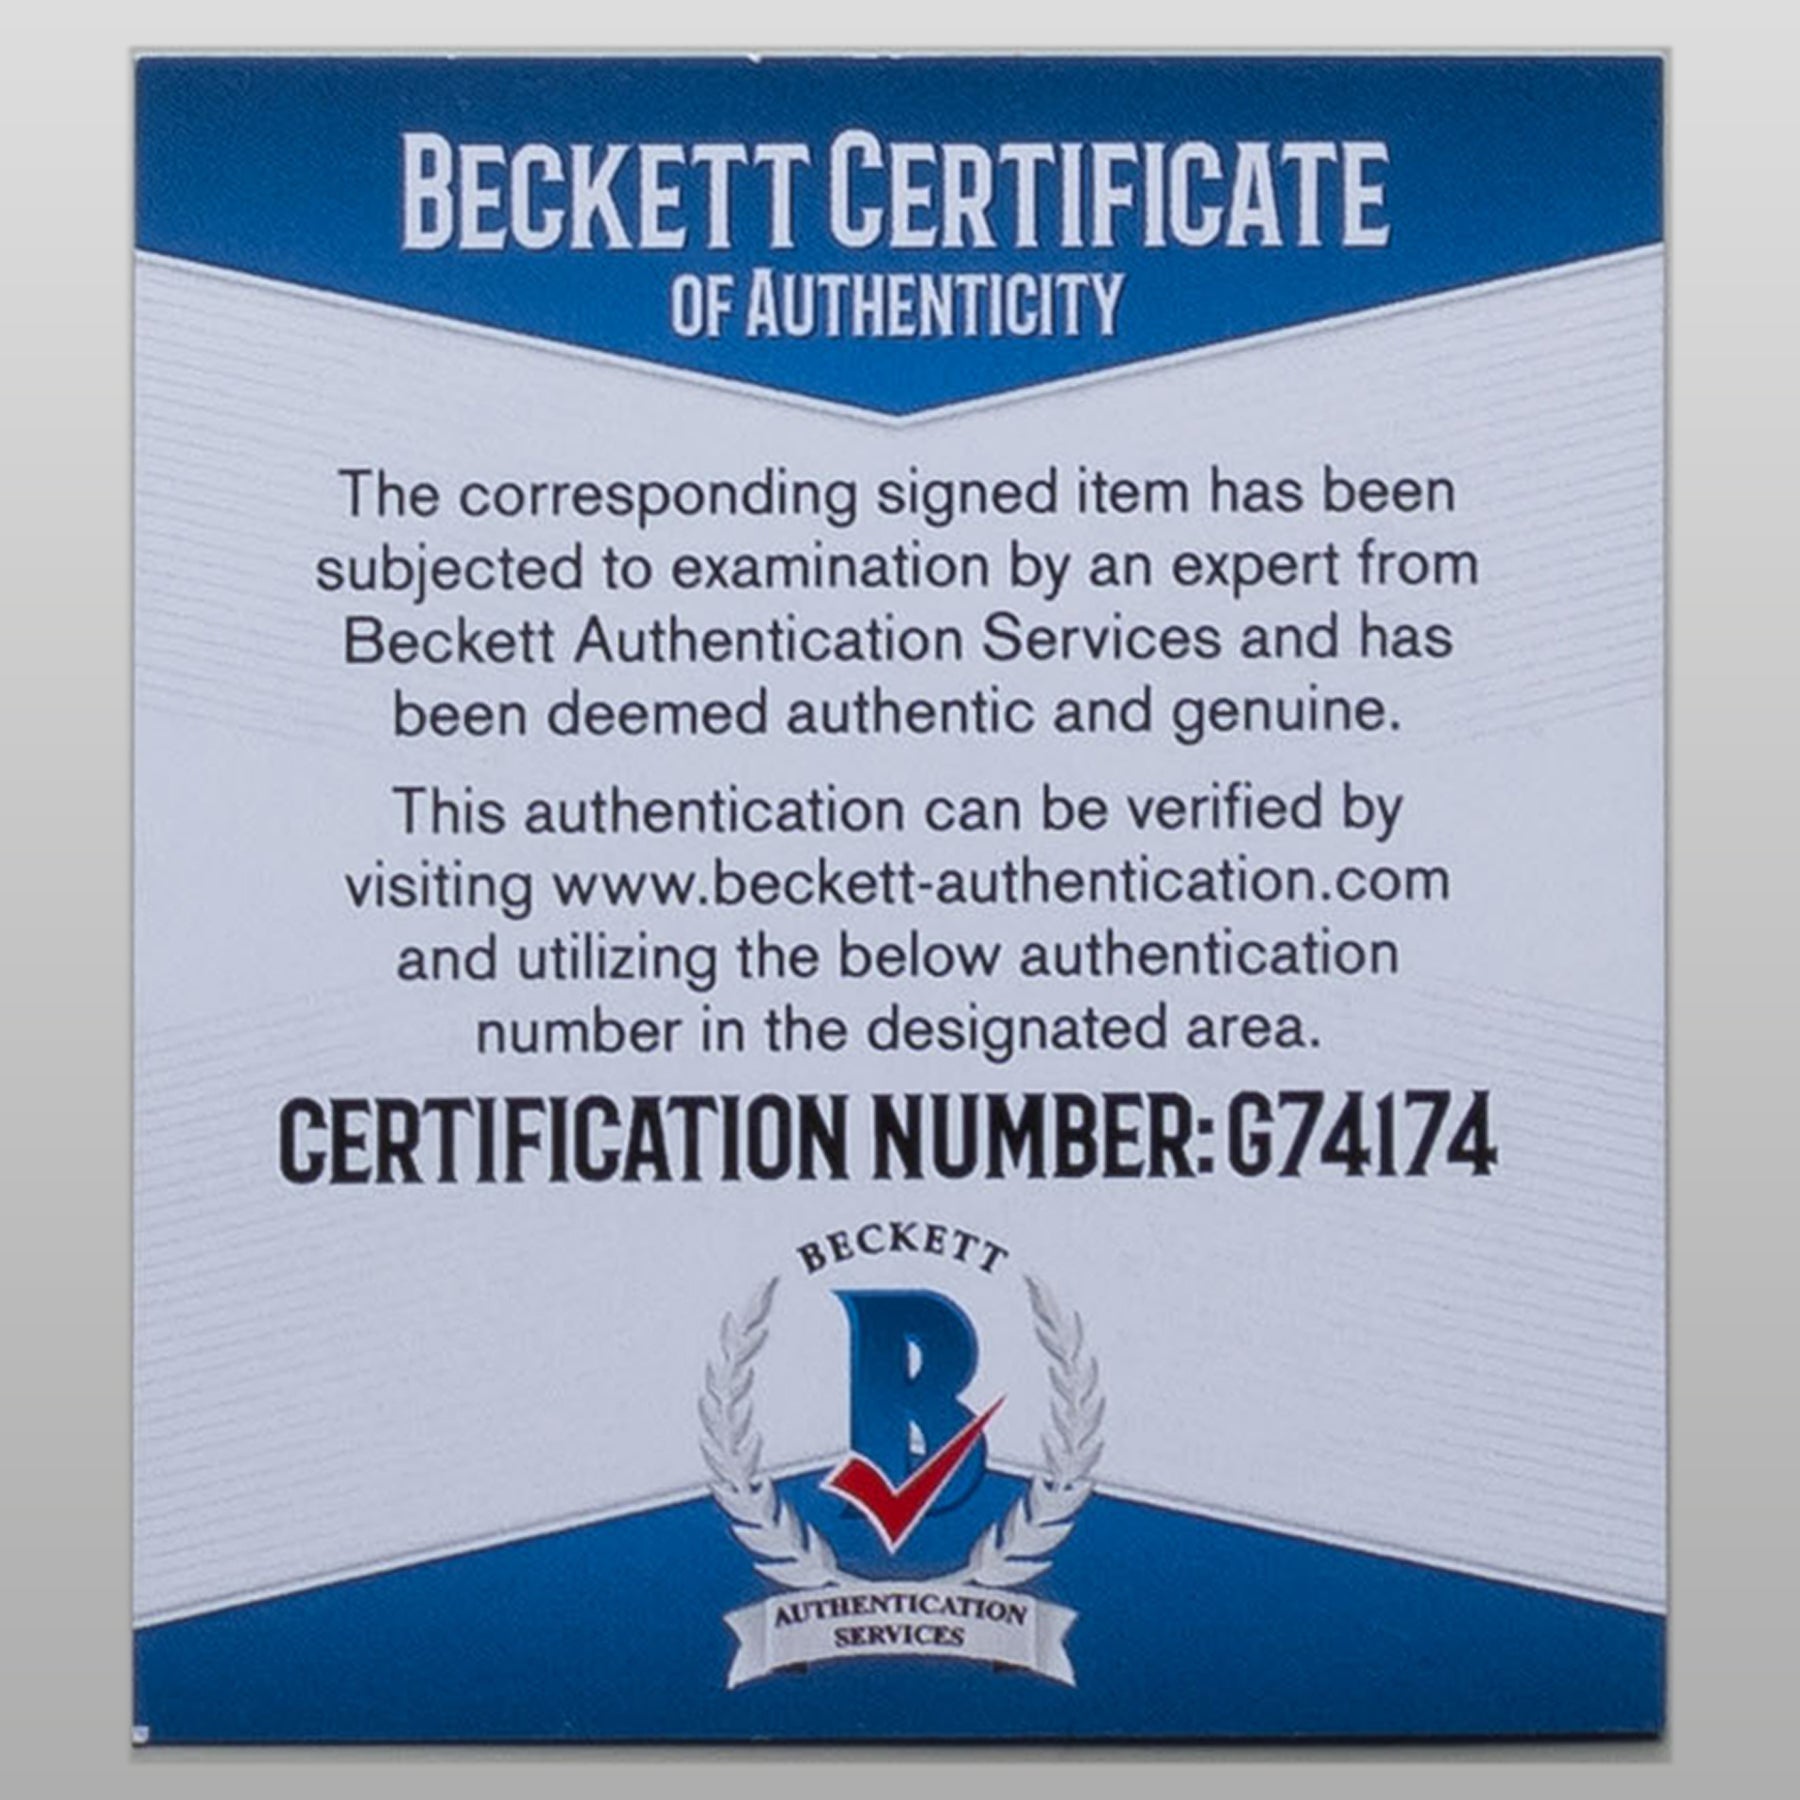 BECKETT CERTIFICATE
OF AUTHENTICITY
The corresponding signed item has been
subjected to examination by an expert from
Beckett Authentication Services and has
been deemed authentic and genuine.
This authentication can be verified by
visiting www.beckett-authentication.com
and utilizing the below authentication
number in the designated area.
CERTIFICATION NUMBER: G74174
BECKETT
B
AUTHENTICATION
SERVICES